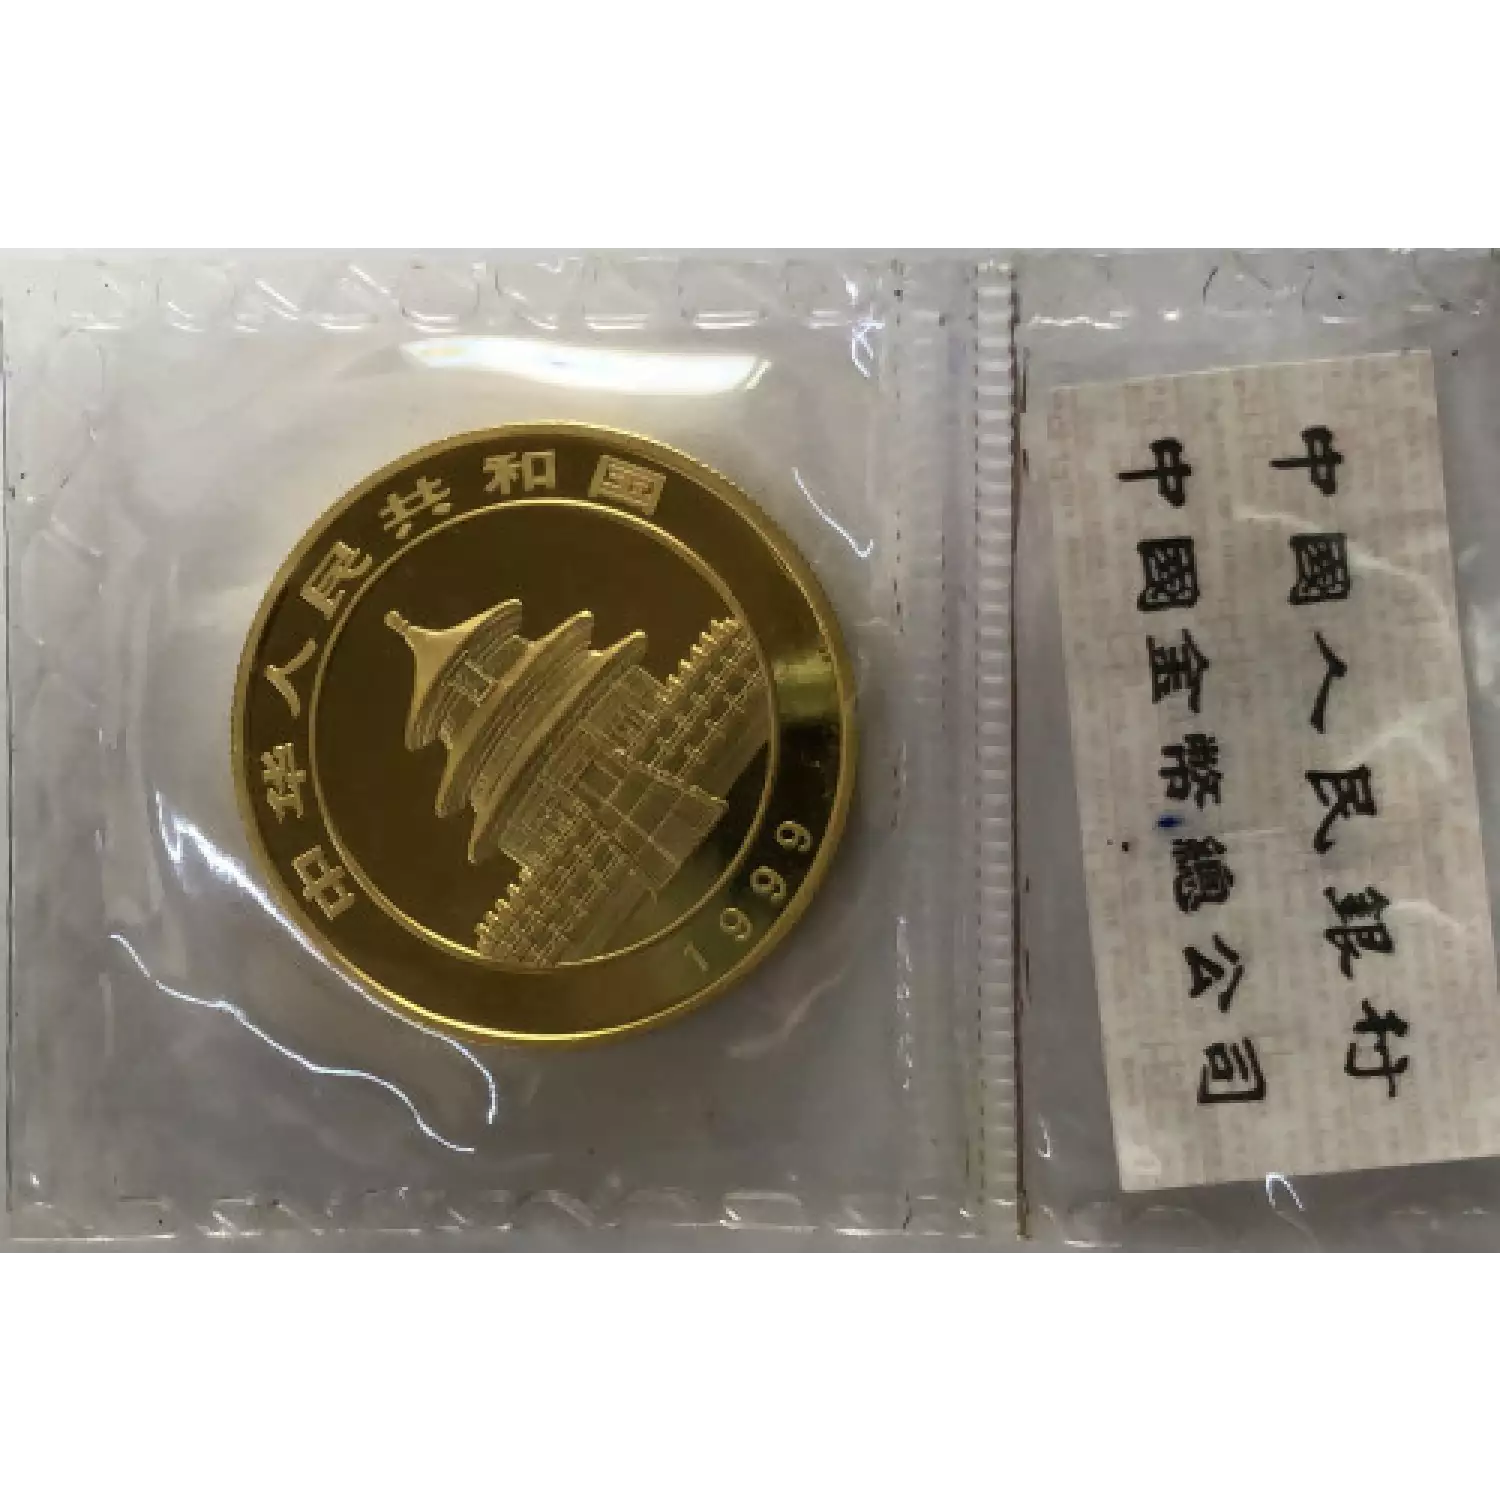 中华人民共和国
1999
中國人民銀行
中國金幣總公司